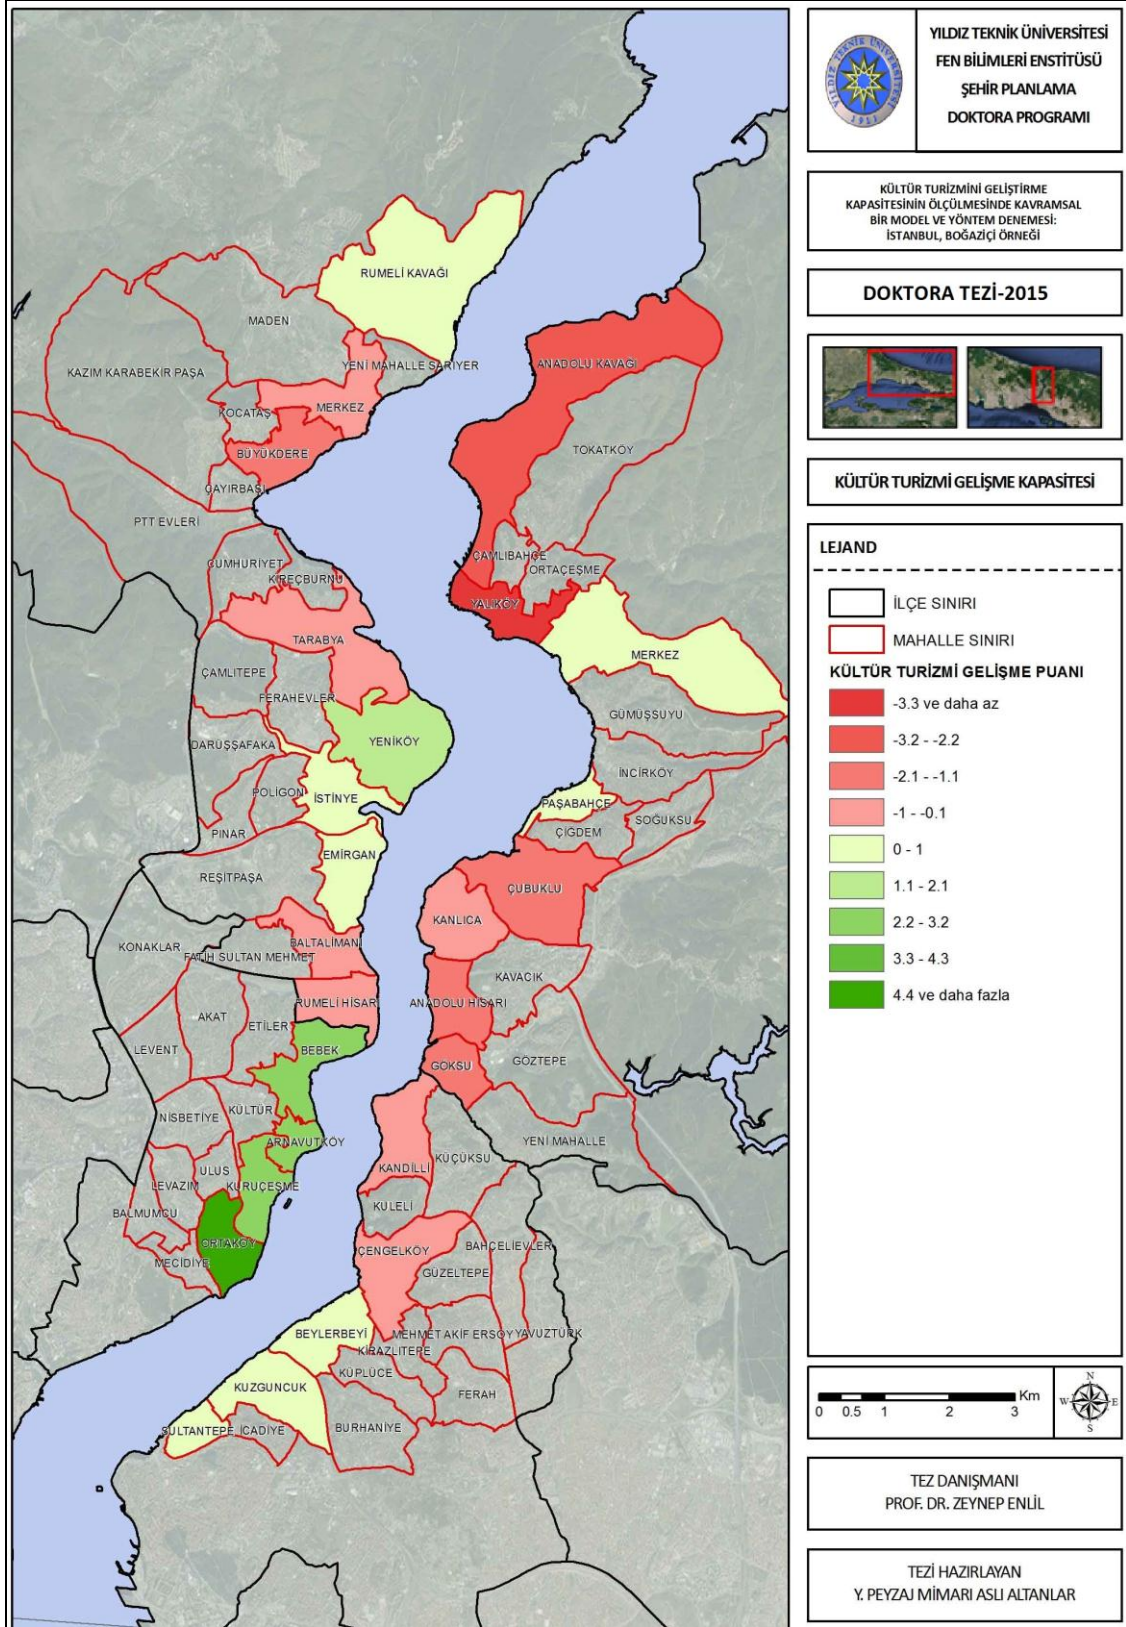 YILDIZ TEKNİK ÜNİVERSİTESİ
FEN BİLİMLERİ ENSTİTÜSÜ
ŞEHİR PLANLAMA
DOKTORA PROGRAMI
YILDIZ TEKNİK ÜNİVERSİTESİ
1911
KÜLTÜR TURİZMİNİ GELİŞTİRME
KAPASİTESİNİN ÖLÇÜLMESİNDE KAVRAMSAL
BİR MODEL VE YÖNTEM DENEMESİ:
İSTANBUL, BOĞAZİÇİ ÖRNEĞİ
DOKTORA TEZİ-2015
KÜLTÜR TURİZMİ GELİŞME KAPASİTESİ
LEJAND
İLÇE SINIRI
MAHALLE SINIRI
KÜLTÜR TURİZMİ GELİŞME PUANI
-3.3 ve daha az
-3.2 - -2.2
-2.1 - -1.1
-1 - -0.1
0 - 1
1.1 - 2.1
2.2 - 3.2
3.3 - 4.3
4.4 ve daha fazla
Km
0 0.5 1 2 3
N
W E
S
TEZ DANIŞMANI
PROF. DR. ZEYNEP ENLİL
TEZİ HAZIRLAYAN
Y. PEYZAJ MİMARI ASLI ALTANLAR
RUMELİ KAVAĞI
MADEN
YENİ MAHALLE SARIYER
ANADOLU KAVAĞI
KAZIM KARABEKİR PAŞA
KOCATAŞ
MERKEZ
BÜYÜKDERE
TOKATKÖY
ÇAYIRBAŞI
PTT EVLERİ
CUMHURİYET
KİREÇBURNU
ÇAMLIBAHÇE
ORTAÇEŞME
YALIKÖY
TARABYA
MERKEZ
ÇAMLITEPE
FERAHEVLER
GÜMÜŞSUYU
DARUŞŞAFAKA
YENİKÖY
İNCİRKÖY
POLİGON
İSTİNYE
PAŞABAHÇE
PINAR
ÇİĞDEM
SOĞUKSU
EMİRGAN
REŞİTPAŞA
ÇUBUKLU
KANLICA
KONAKLAR
BALTALİMANI
FATİH SULTAN MEHMET
KAVACIK
RUMELİ HİSARI
ANADOLU HİSARI
AKAT
ETİLER
LEVENT
BEBEK
GÖKSU
GÖZTEPE
NİSBETİYE
KÜLTÜR
ARNAVUTKÖY
YENİ MAHALLE
KÜÇÜKSU
ULUS
KANDİLLİ
LEVAZIM
KURUÇEŞME
KULELİ
BALMUMCU
ORTAKÖY
ÇENGELKÖY
BAHÇELİEVLER
MECİDİYE
GÜZELTEPE
BEYLERBEYİ
MEHMET AKİF ERSOY
YAVUZTÜRK
KİRAZLITEPE
KÜPLÜCE
KUZGUNCUK
FERAH
SULTANTEPE
İCADİYE
BURHANİYE